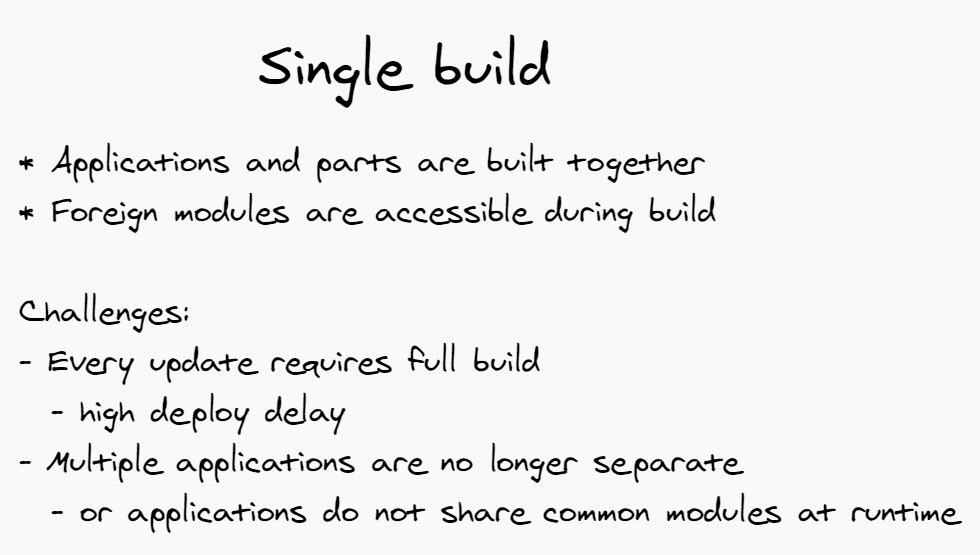 Single build
* Applications and parts are built together
* Foreign modules are accessible during build
Challenges:
- Every update requires full build
- high deploy delay
- Multiple applications are no longer separate
- or applications do not share common modules at runtime